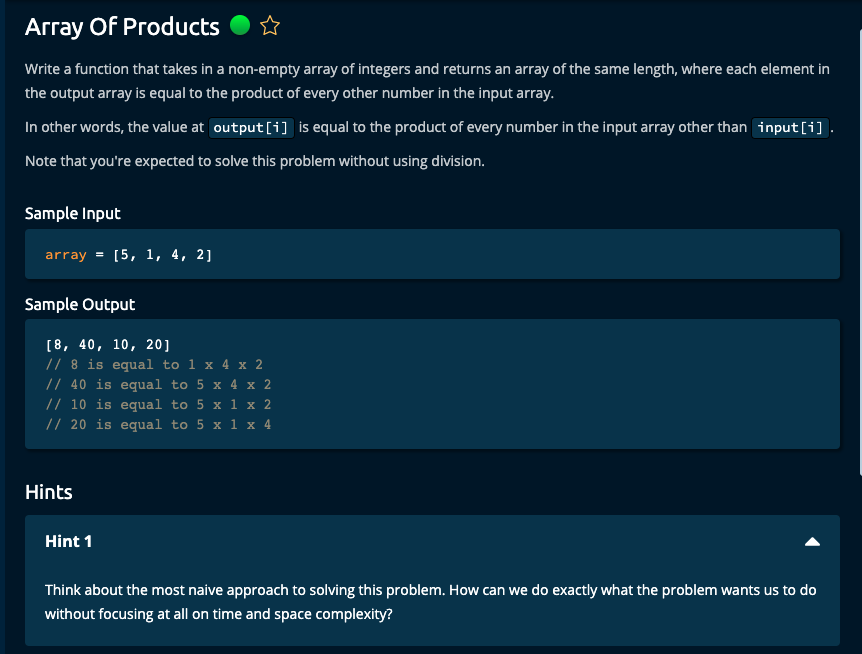 Array Of Products
Write a function that takes in a non-empty array of integers and returns an array of the same length, where each element in
the output array is equal to the product of every other number in the input array.
In other words, the value at output[i] is equal to the product of every number in the input array other than input[i] .
Note that you're expected to solve this problem without using division.
Sample Input
array = [5, 1, 4, 2]
Sample Output
[8, 40, 10, 20]
// 8 is equal to 1 x 4 x 2
// 40 is equal to 5 x 4 x 2
// 10 is equal to 5 x 1 x 2
// 20 is equal to 5 x 1 x 4
Hints
Hint 1
Think about the most naive approach to solving this problem. How can we do exactly what the problem wants us to do
without focusing at all on time and space complexity?